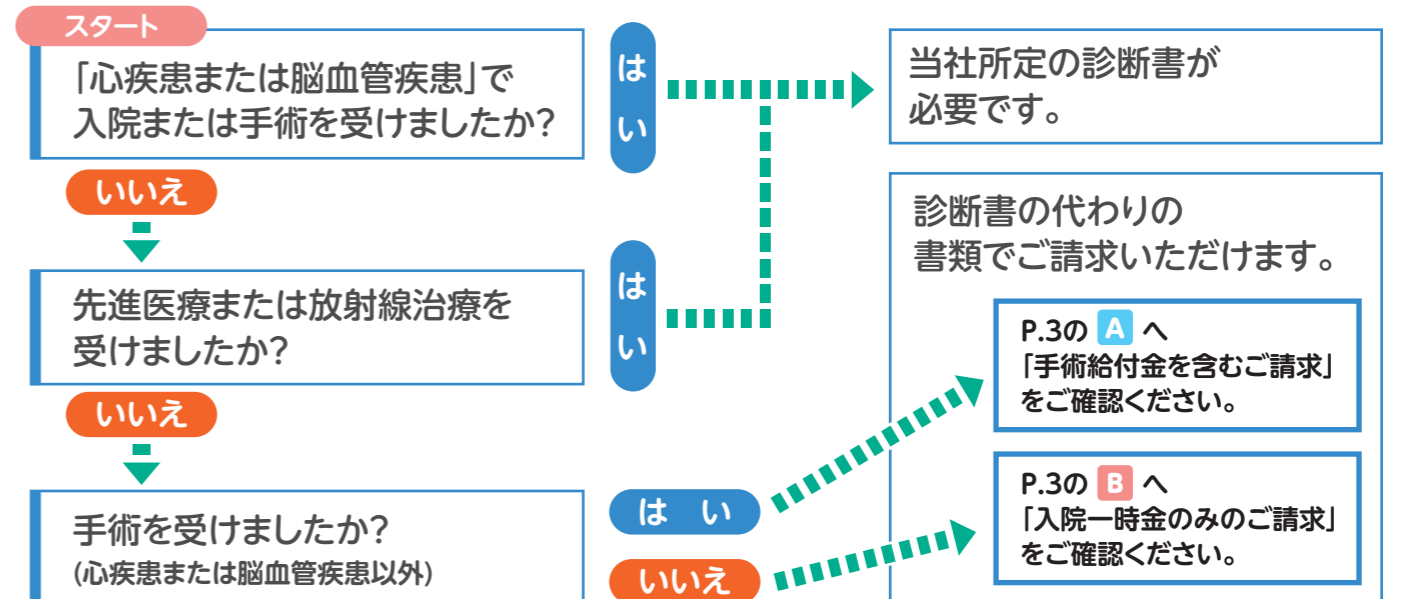 スタート
「心疾患または脳血管疾患」で
入院または手術を受けましたか?
はい
当社所定の診断書が
必要です。
いいえ
先進医療または放射線治療を
受けましたか?
はい
診断書の代わりの
書類でご請求いただけます。
いいえ
手術を受けましたか?
(心疾患または脳血管疾患以外)
はい
いいえ
P.3の A へ
「手術給付金を含むご請求」
をご確認ください。
P.3の B へ
「入院一時金のみのご請求」
をご確認ください。